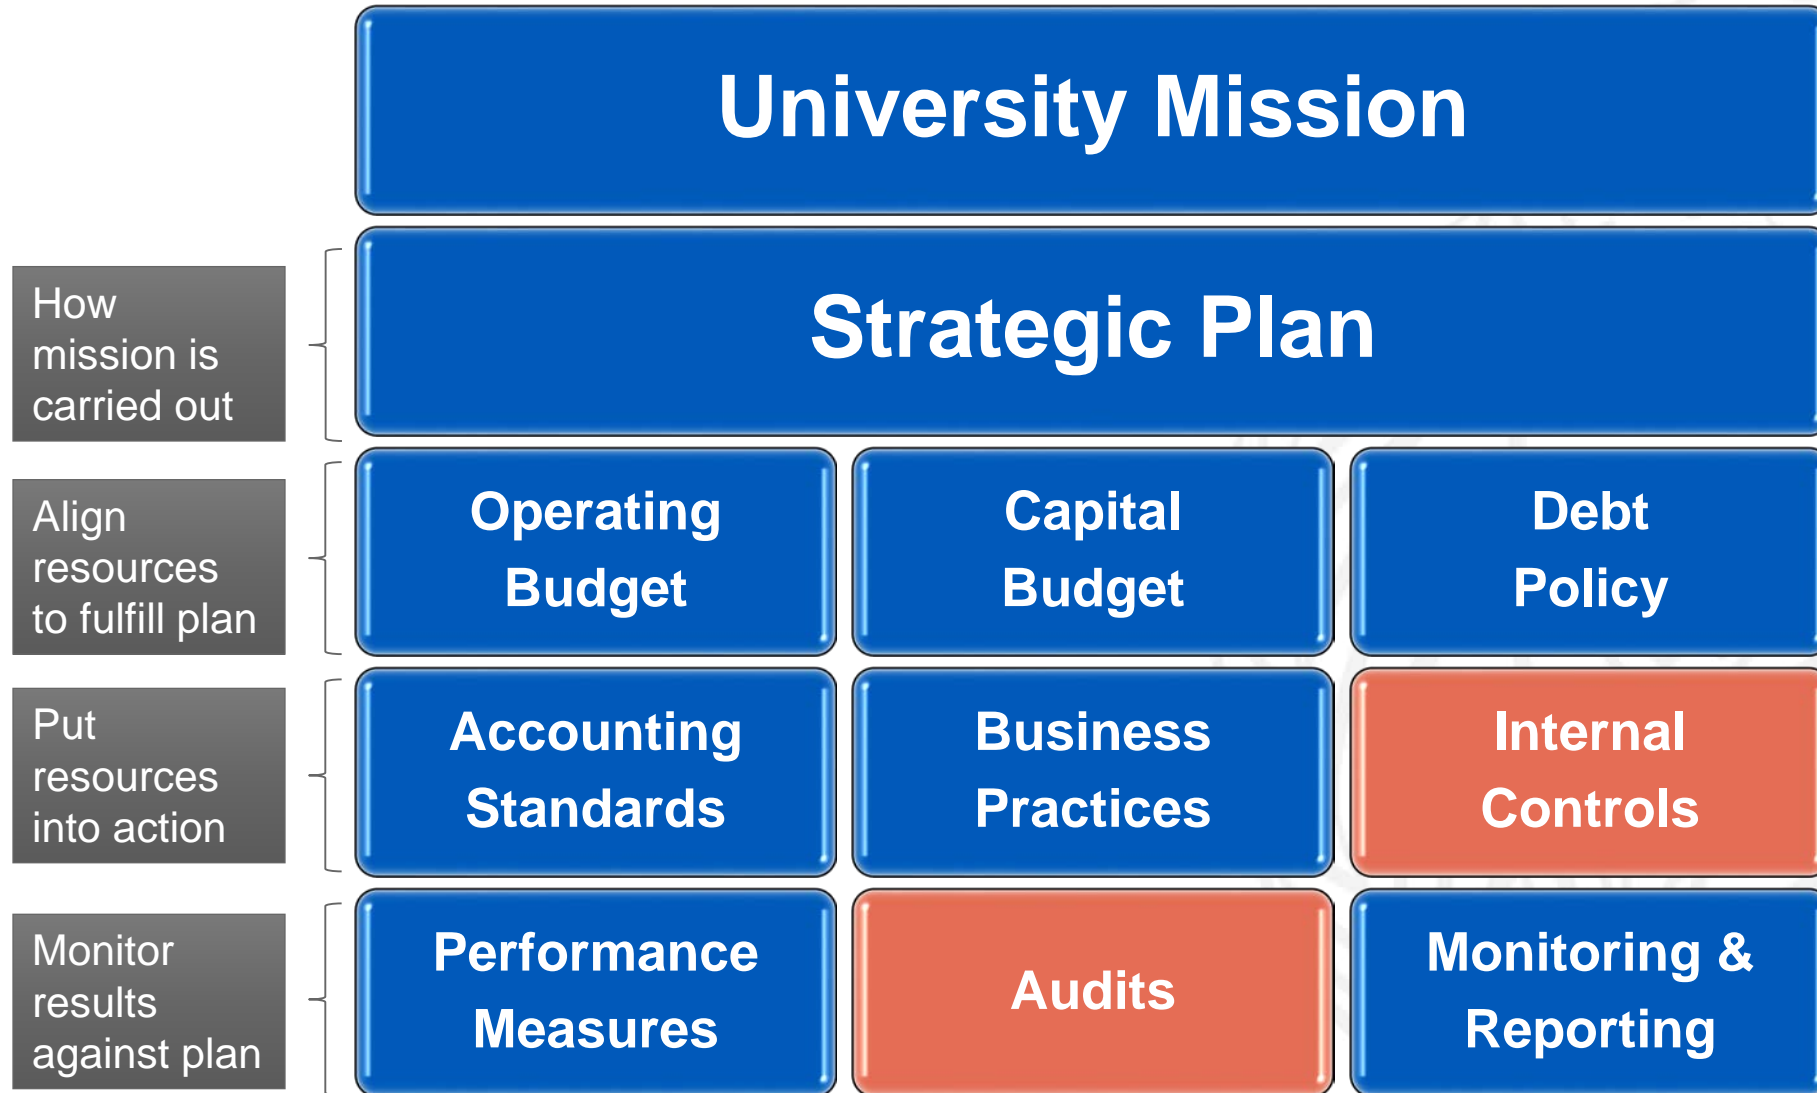 University Mission
How
mission is
carried out
Strategic Plan
Align
resources
to fulfill plan
Operating
Budget
Capital
Budget
Debt
Policy
Put
resources
into action
Accounting
Standards
Business
Practices
Internal
Controls
Monitor
results
against plan
Performance
Measures
Audits
Monitoring &
Reporting